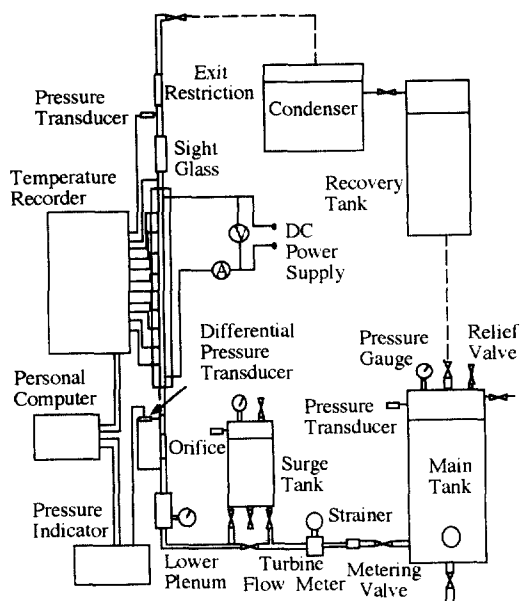 Exit
Restriction
Pressure
Transducer
Condenser
Sight
Glass
Temperature
Recorder
Recovery
Tank
V
DC
Power
Supply
A
Differential
Pressure
Transducer
Pressure
Gauge
Relief
Valve
Personal
Computer
Pressure
Transducer
Orifice
Surge
Tank
Main
Tank
Pressure
Indicator
Strainer
Lower
Plenum
Turbine
Flow Meter
Metering
Valve